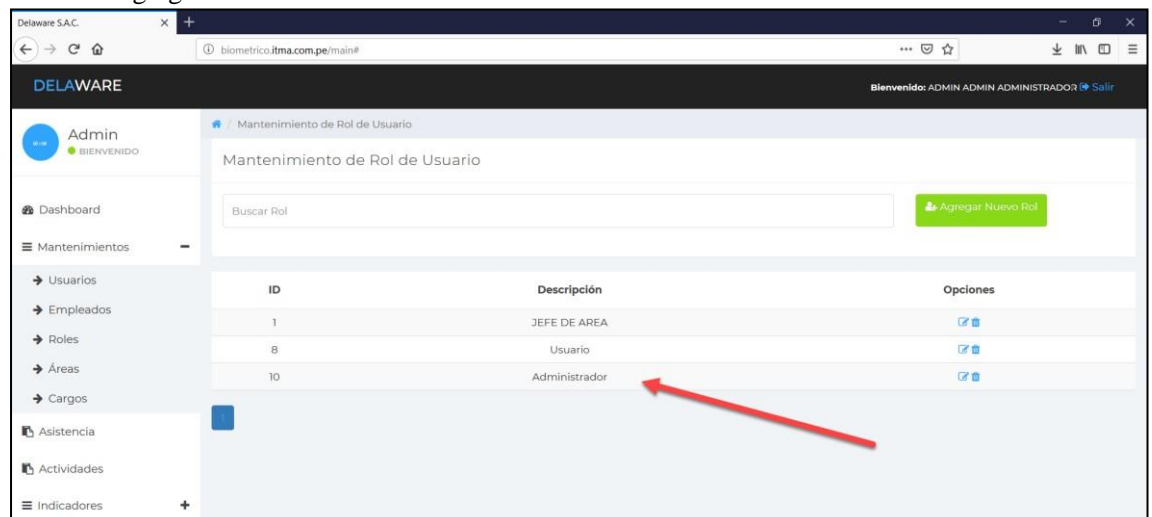 Delaware S.A.C.
biometrico.itma.com.pe/main#
DELAWARE
Bienvenido: ADMIN ADMIN ADMINISTRADOR Salir
Admin
BIENVENIDO
/ Mantenimiento de Rol de Usuario
Mantenimiento de Rol de Usuario
Buscar Rol
Agregar Nuevo Rol
Dashboard
Mantenimientos
Usuarios
Empleados
Roles
Áreas
Cargos
Asistencia
Actividades
Indicadores
ID Descripción Opciones
1 JEFE DE AREA
8 Usuario
10 Administrador
1